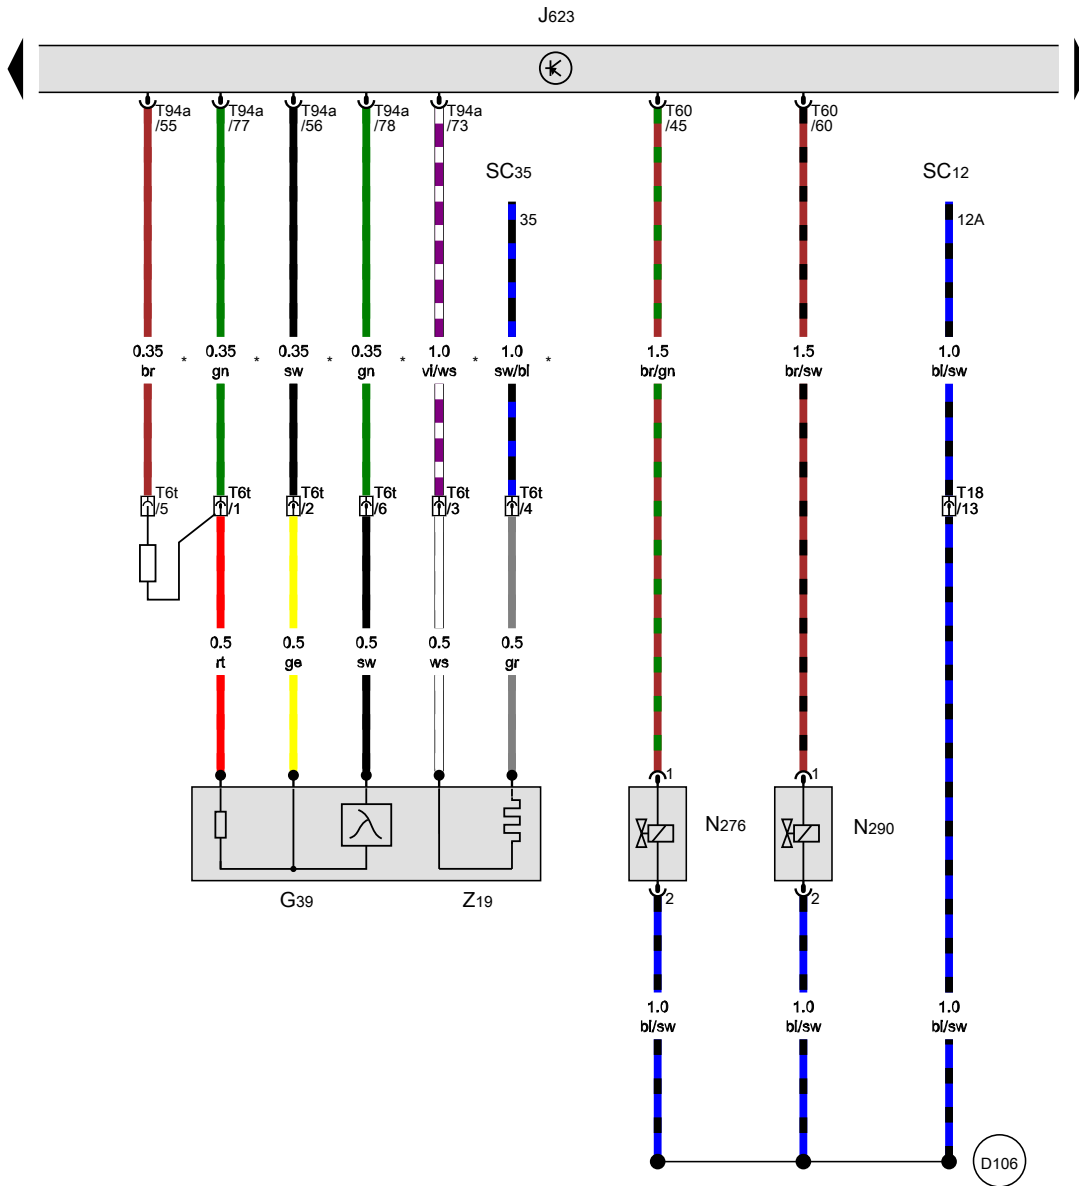 J623
T94a /55
T94a /77
T94a /56
T94a /78
T94a /73
T60 /45
T60 /60
SC35
35
SC12
12A
0.35 br
*
0.35 gn
*
0.35 sw
*
0.35 gn
*
1.0 vi/ws
*
1.0 sw/bl
*
1.5 br/gn
1.5 br/sw
1.0 bl/sw
T6t /5
T6t /1
T6t /2
T6t /6
T6t /3
T6t /4
T18 /13
0.5 rt
0.5 ge
0.5 sw
0.5 ws
0.5 gr
1
1
N276
N290
G39
Z19
2
2
1.0 bl/sw
1.0 bl/sw
1.0 bl/sw
D106